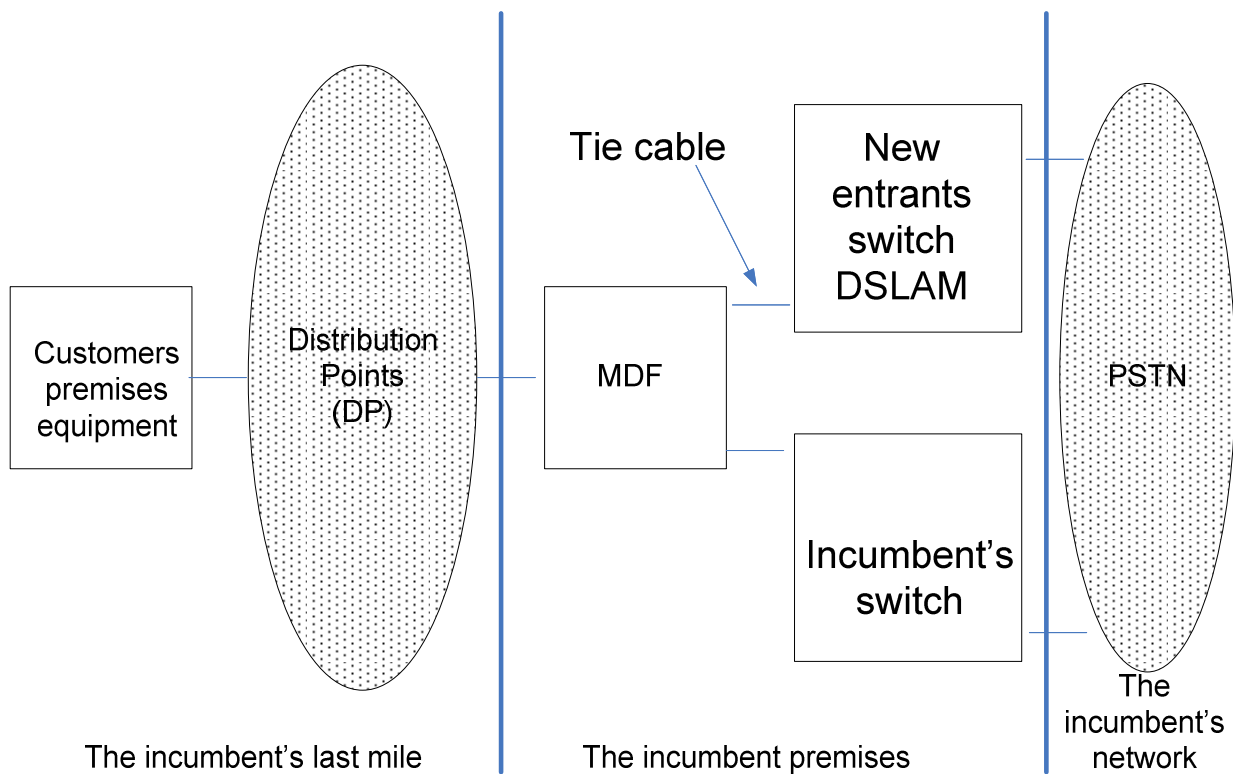 Tie cable
New
entrants
switch
DSLAM
Customers
premises
equipment
Distribution
Points
(DP)
MDF
PSTN
Incumbent’s
switch
The incumbent’s last mile
The incumbent premises
The
incumbent’s
network